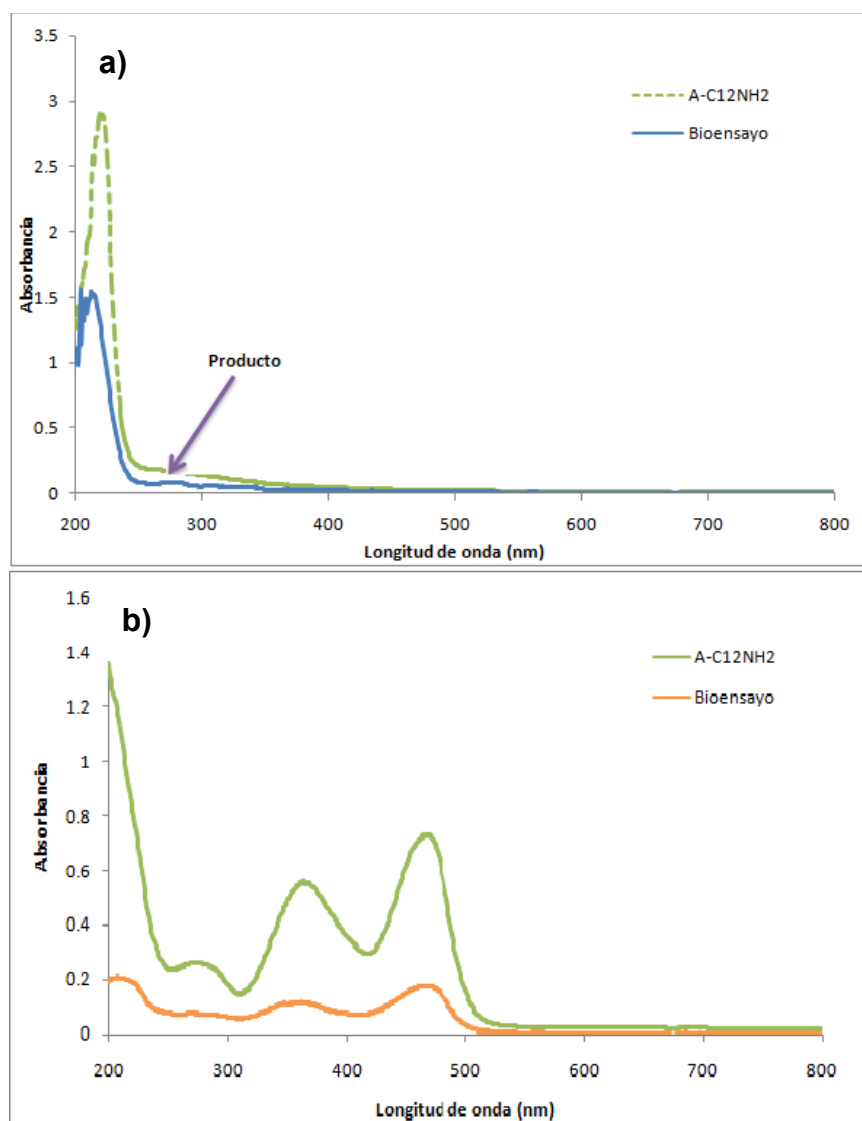 a)
3.5
3
2.5
2
1.5
1
0.5
0
Absorbancia
A-C12NH2
Bioensayo
Producto
200 300 400 500 600 700 800
Longitud de onda (nm)
b)
1.6
1.4
1.2
1
0.8
0.6
0.4
0.2
0
Absorbancia
A-C12NH2
Bioensayo
200 300 400 500 600 700 800
Longitud de onda (nm)